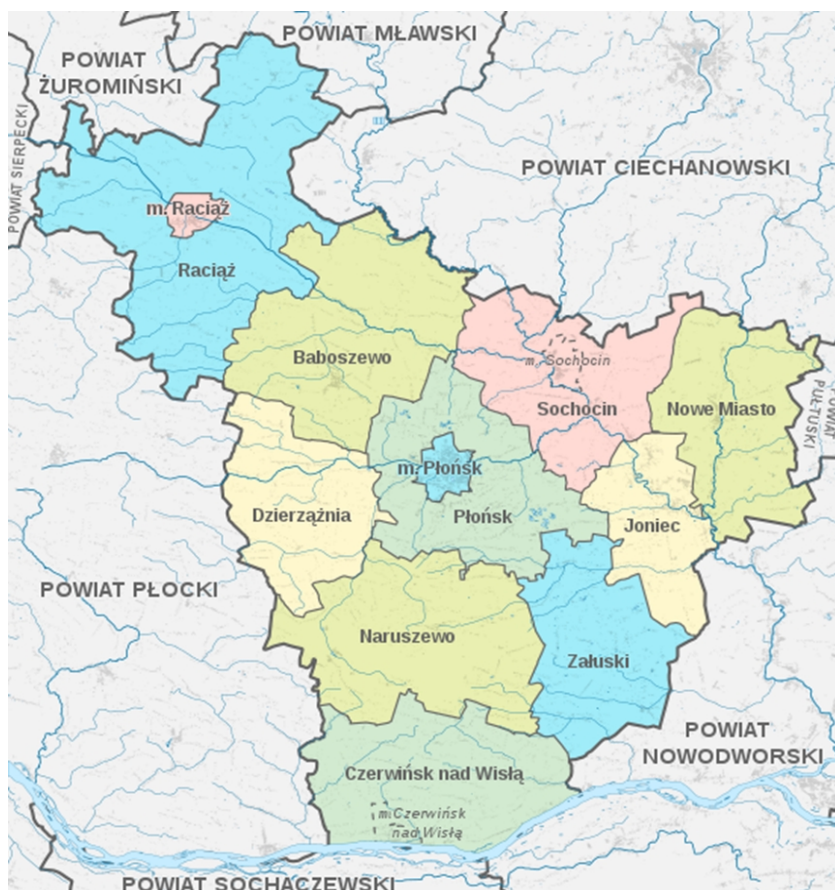 POWIAT MŁAWSKI
POWIAT
ŻUROMIŃSKI
POWIAT SIERPECKI
POWIAT CIECHANOWSKI
m. Raciąż
Raciąż
Baboszewo
m. Sochocin
Sochocin
Nowe Miasto
POWIAT
PUŁTUSKI
m. Płońsk
Płońsk
Dzierzążnia
Joniec
POWIAT PŁOCKI
Naruszewo
Załuski
POWIAT
NOWODWORSKI
Czerwińsk nad Wisłą
m. Czerwińsk
nad Wisłą
POWIAT SOCHACZEWSKI